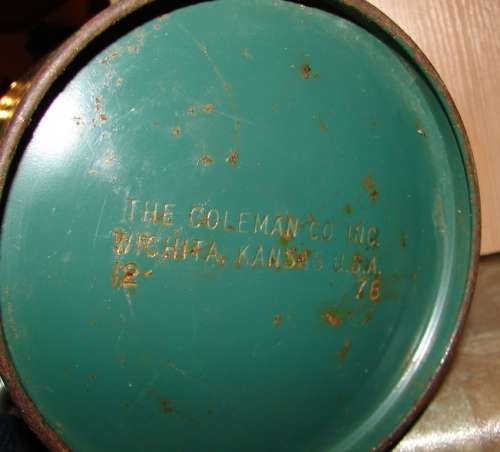 THE COLEMAN CO. INC.
WICHITA, KANSAS U.S.A.
12 76